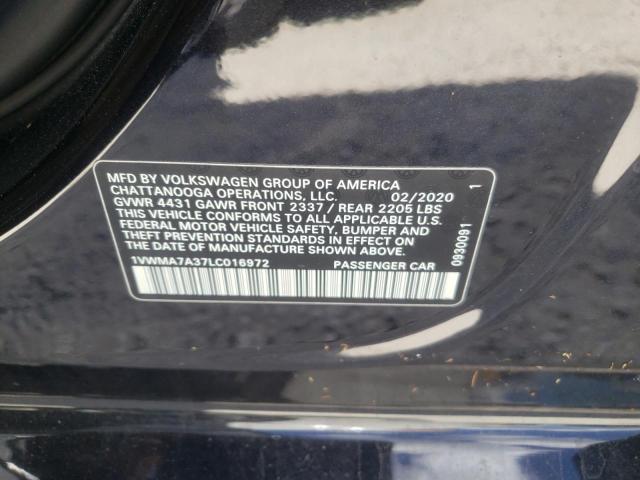 MFD BY VOLKSWAGEN GROUP OF AMERICA
CHATTANOOGA OPERATIONS, LLC. 02/2020 1
GVWR 4431 GAWR FRONT 2337 / REAR 2205 LBS
THIS VEHICLE CONFORMS TO ALL APPLICABLE U.S.
FEDERAL MOTOR VEHICLE SAFETY, BUMPER AND
THEFT PREVENTION STANDARDS IN EFFECT ON
THE DATE OF MANUFACTURE SHOWN ABOVE.
1VWMA7A37LC016972 PASSENGER CAR
0930091